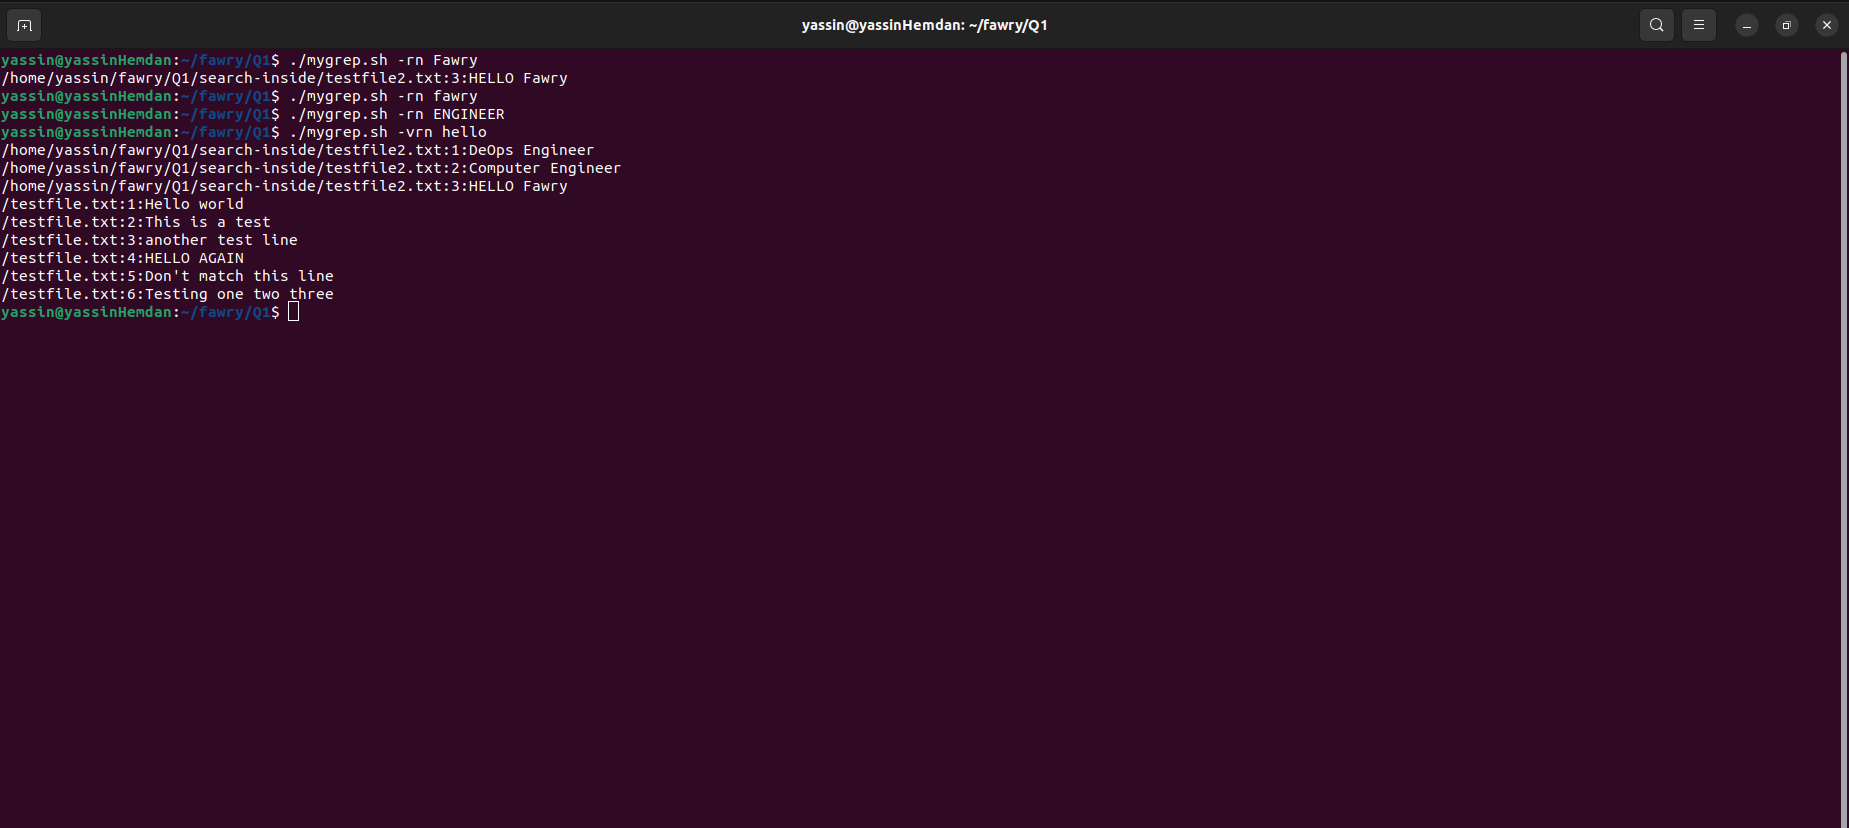 yassin@yassinHemdan: ~/fawry/Q1
yassin@yassinHemdan:~/fawry/Q1$ ./mygrep.sh -rn Fawry
/home/yassin/fawry/Q1/search-inside/testfile2.txt:3:HELLO Fawry
yassin@yassinHemdan:~/fawry/Q1$ ./mygrep.sh -rn fawry
yassin@yassinHemdan:~/fawry/Q1$ ./mygrep.sh -rn ENGINEER
yassin@yassinHemdan:~/fawry/Q1$ ./mygrep.sh -vrn hello
/home/yassin/fawry/Q1/search-inside/testfile2.txt:1:DeOps Engineer
/home/yassin/fawry/Q1/search-inside/testfile2.txt:2:Computer Engineer
/home/yassin/fawry/Q1/search-inside/testfile2.txt:3:HELLO Fawry
/testfile.txt:1:Hello world
/testfile.txt:2:This is a test
/testfile.txt:3:another test line
/testfile.txt:4:HELLO AGAIN
/testfile.txt:5:Don't match this line
/testfile.txt:6:Testing one two three
yassin@yassinHemdan:~/fawry/Q1$